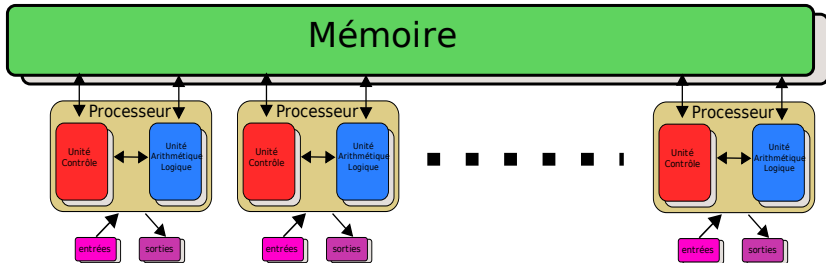 Mémoire
Processeur
Unité
Contrôle
Unité
Arithmétique
Logique
entrées
sorties
Processeur
Unité
Contrôle
Unité
Arithmétique
Logique
entrées
sorties
Processeur
Unité
Contrôle
Unité
Arithmétique
Logique
entrées
sorties